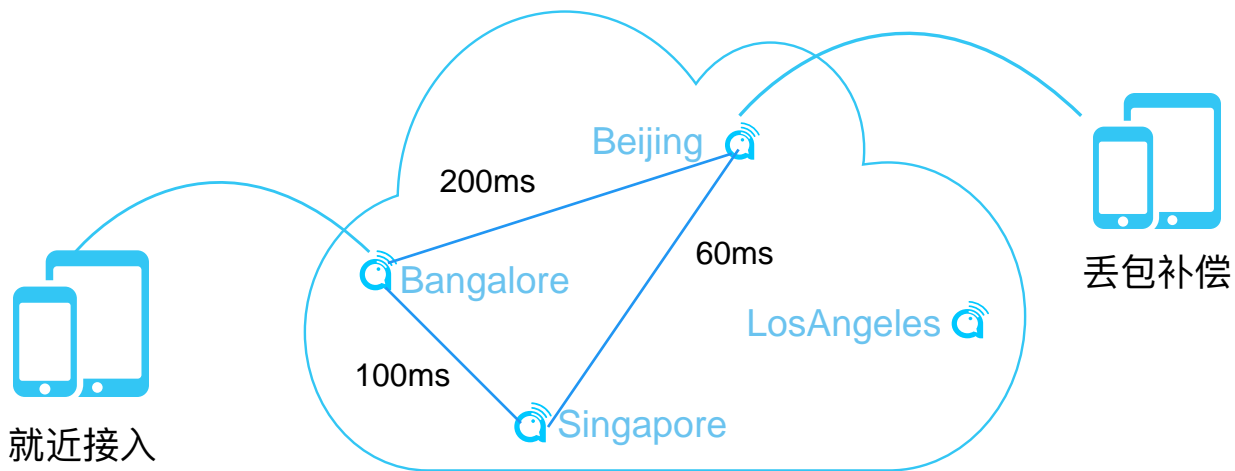 Beijing
200ms
60ms
丢包补偿
Bangalore
LosAngeles
100ms
Singapore
就近接入